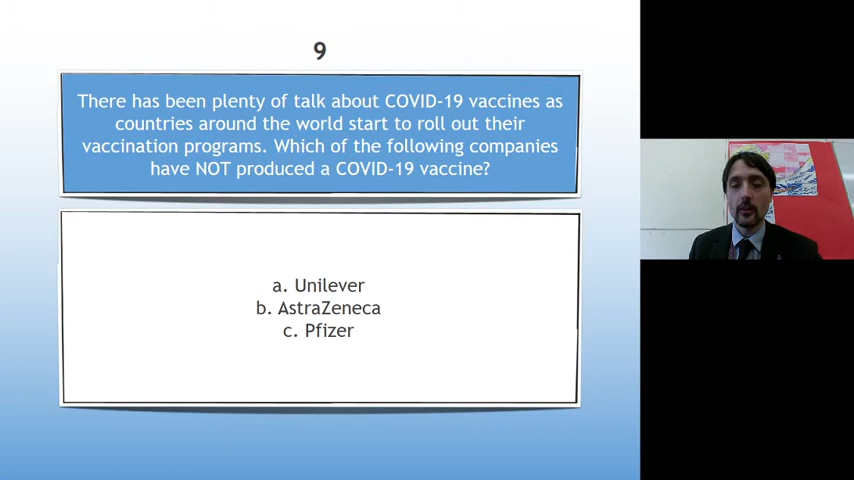 9
There has been plenty of talk about COVID-19 vaccines as
countries around the world start to roll out their
vaccination programs. Which of the following companies
have NOT produced a COVID-19 vaccine?
a. Unilever
b. AstraZeneca
c. Pfizer